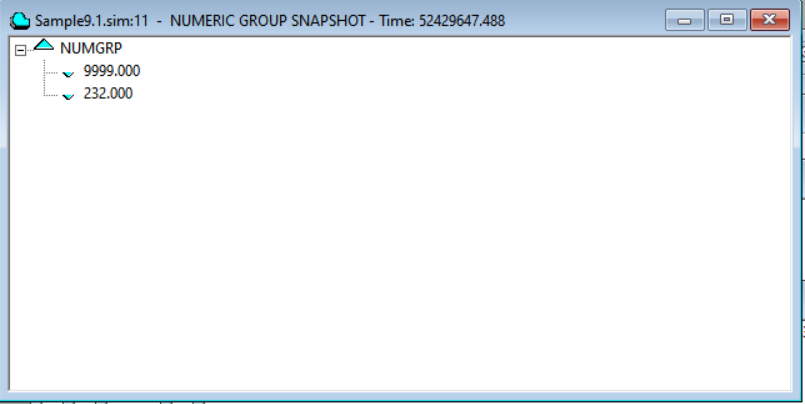 Sample9.1.sim:11 - NUMERIC GROUP SNAPSHOT - Time: 52429647.488
NUMGRP
9999.000
232.000